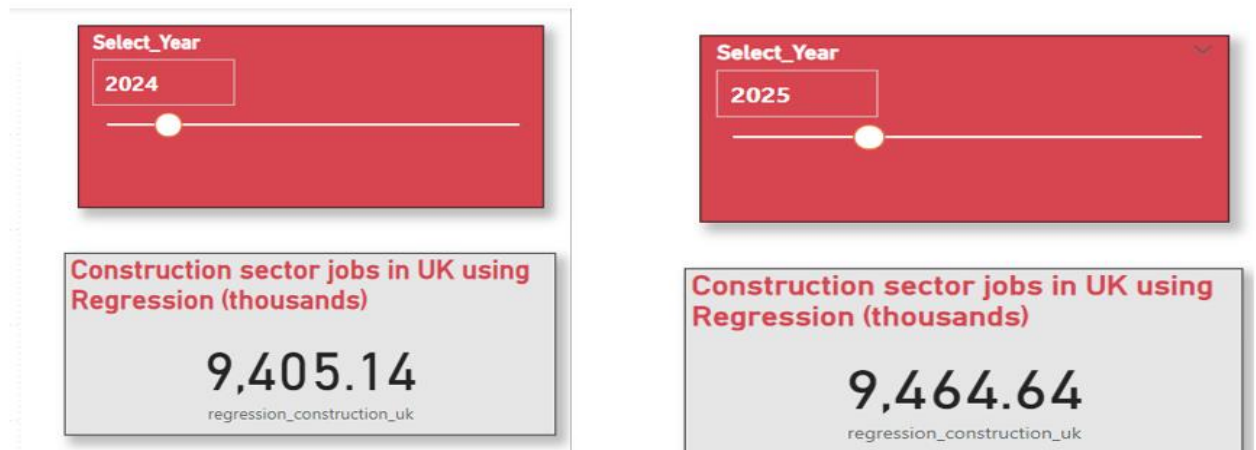 Select_Year
2024
Construction sector jobs in UK using
Regression (thousands)
9,405.14
regression_construction_uk
Select_Year
2025
Construction sector jobs in UK using
Regression (thousands)
9,464.64
regression_construction_uk